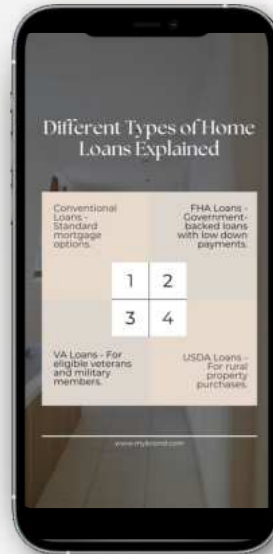 Different Types of Home
Loans Explained
Conventional
Loans -
Standard
mortgage
options.
FHA Loans -
Government-
backed loans
with low down
payments.
1 2
3 4
VA Loans - For
eligible veterans
and military
members.
USDA Loans -
For rural
property
purchases.
www.mybrand.com